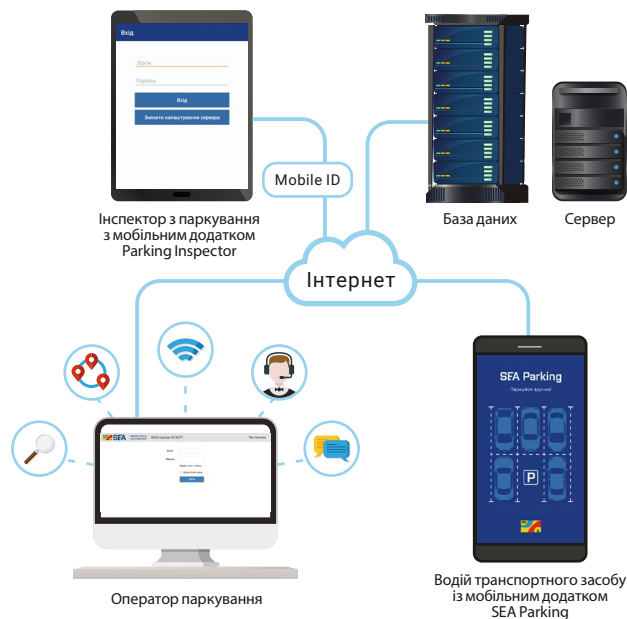 Вхід
Логін
Пароль
Вхід
Змінити налаштування сервера
Mobile ID
Інспектор з паркування
з мобільним додатком
Parking Inspector
База даних
Сервер
Інтернет
SEA Parking
Паркуйся зручно!
P
SEA
Оператор паркування
Водій транспортного засобу
із мобільним додатком
SEA Parking